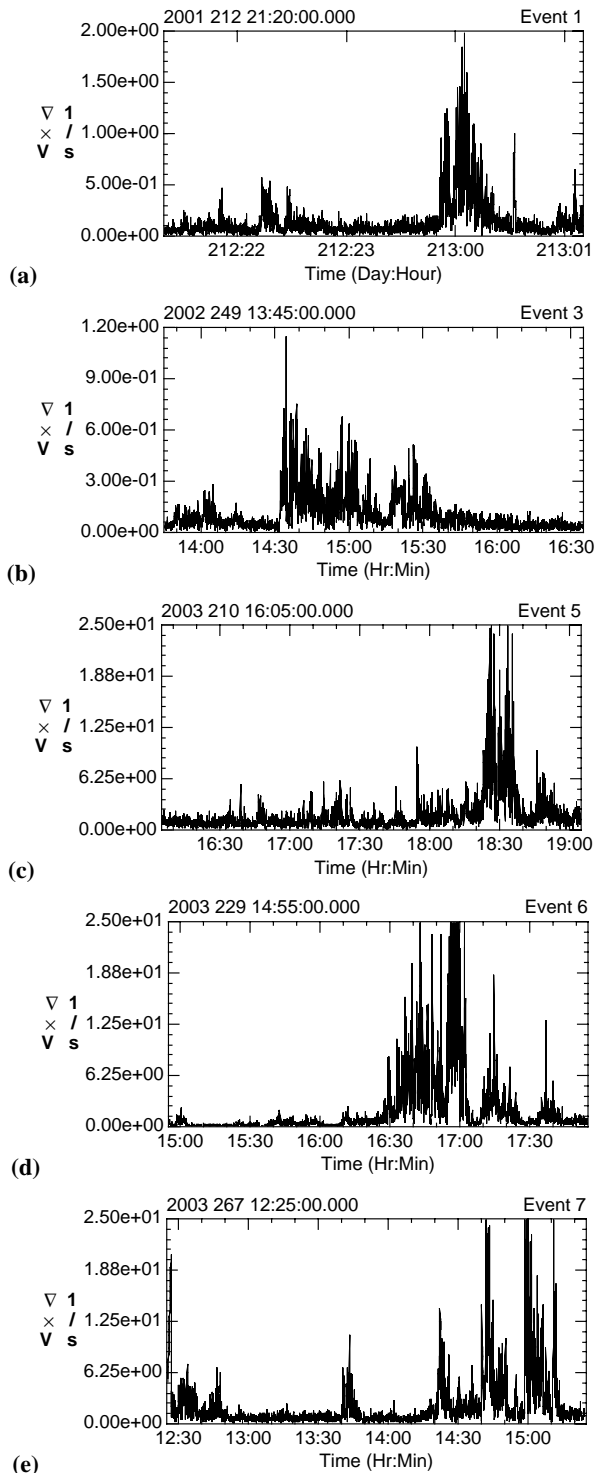 2001 212 21:20:00.000 Event 1
2.00e+00
1.50e+00
∇ 1
× /
V s
1.00e+00
5.00e-01
0.00e+00
212:22 212:23 213:00 213:01
Time (Day:Hour)
(a)
2002 249 13:45:00.000 Event 3
1.20e+00
9.00e-01
∇ 1
× /
V s
6.00e-01
3.00e-01
0.00e+00
14:00 14:30 15:00 15:30 16:00 16:30
Time (Hr:Min)
(b)
2003 210 16:05:00.000 Event 5
2.50e+01
1.88e+01
∇ 1
× /
V s
1.25e+01
6.25e+00
0.00e+00
16:30 17:00 17:30 18:00 18:30 19:00
Time (Hr:Min)
(c)
2003 229 14:55:00.000 Event 6
2.50e+01
1.88e+01
∇ 1
× /
V s
1.25e+01
6.25e+00
0.00e+00
15:00 15:30 16:00 16:30 17:00 17:30
Time (Hr:Min)
(d)
2003 267 12:25:00.000 Event 7
2.50e+01
1.88e+01
∇ 1
× /
V s
1.25e+01
6.25e+00
0.00e+00
12:30 13:00 13:30 14:00 14:30 15:00
Time (Hr:Min)
(e)